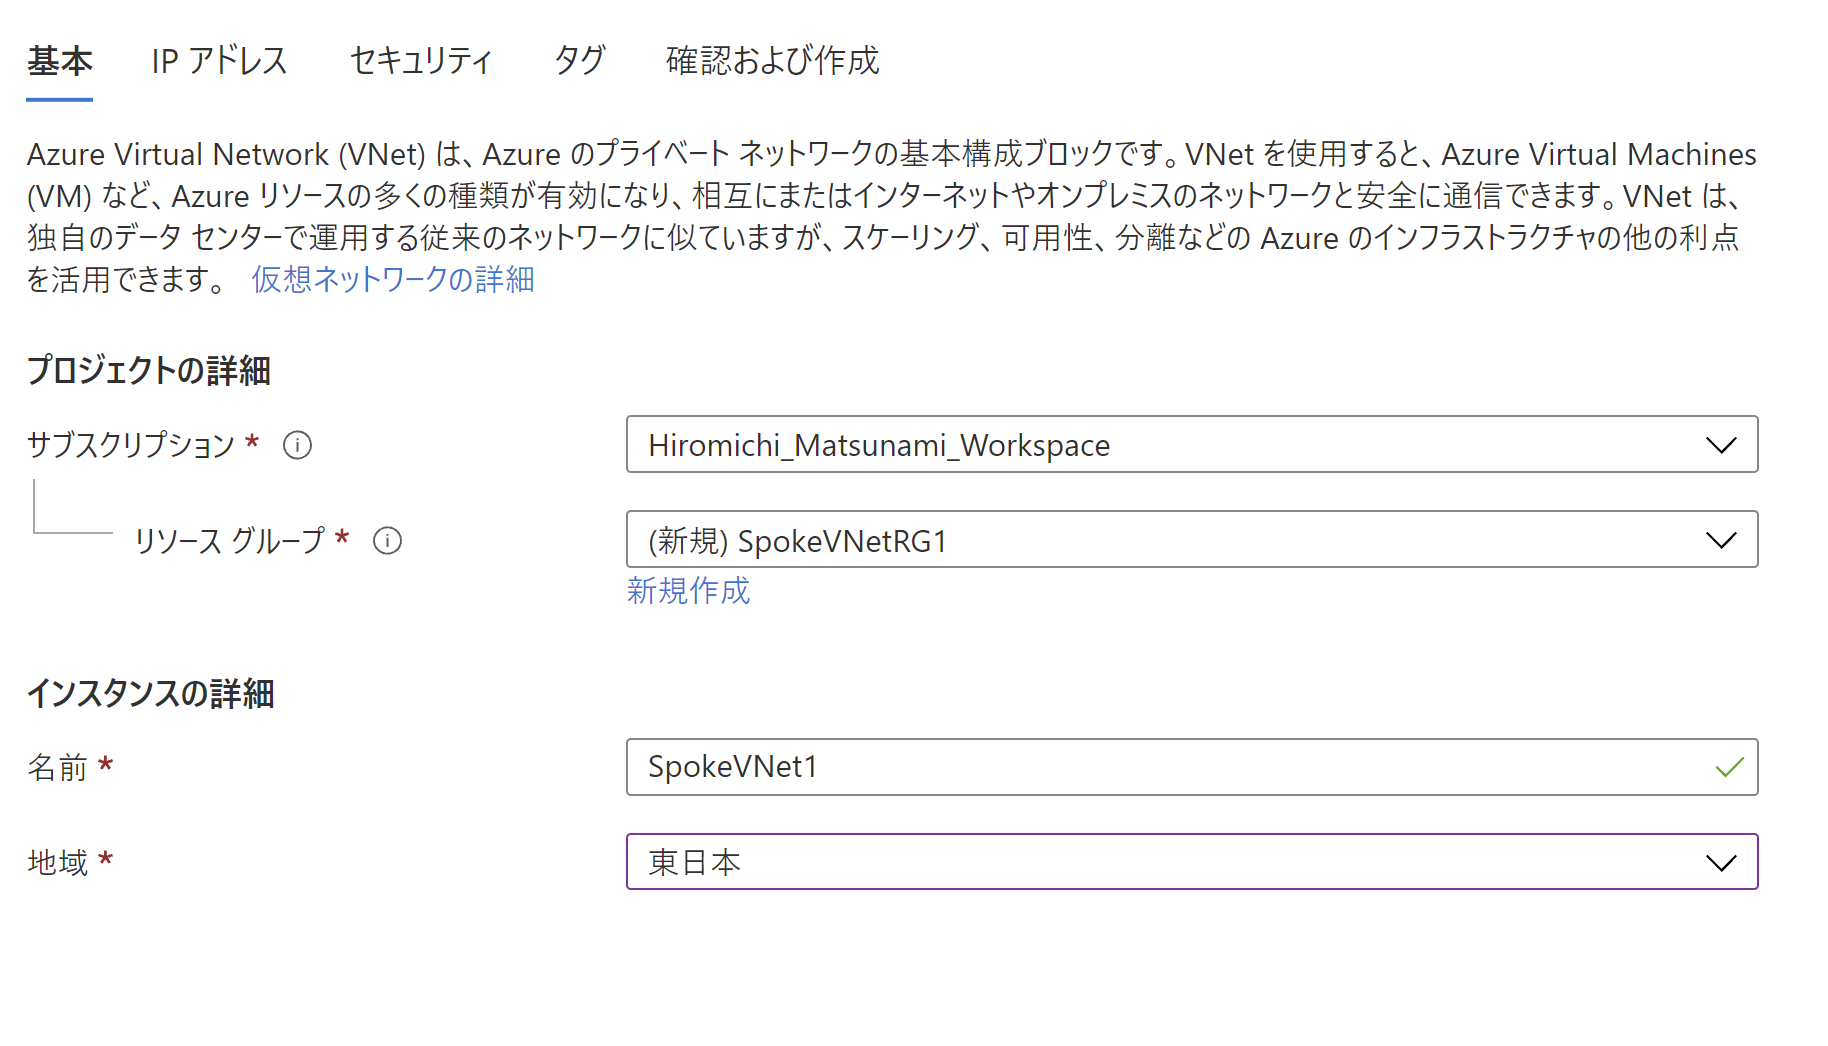 基本 IP アドレス セキュリティ タグ 確認および作成
Azure Virtual Network (VNet) は、Azure のプライベート ネットワークの基本構成ブロックです。VNet を使用すると、Azure Virtual Machines
(VM) など、Azure リソースの多くの種類が有効になり、相互にまたはインターネットやオンプレミスのネットワークと安全に通信できます。VNet は、
独自のデータ センターで運用する従来のネットワークに似ていますが、スケーリング、可用性、分離などの Azure のインフラストラクチャの他の利点
を活用できます。 仮想ネットワークの詳細
プロジェクトの詳細
サブスクリプション * Hiromichi_Matsunami_Workspace
リソース グループ * (新規) SpokeVNetRG1
新規作成
インスタンスの詳細
名前 * SpokeVNet1
地域 * 東日本